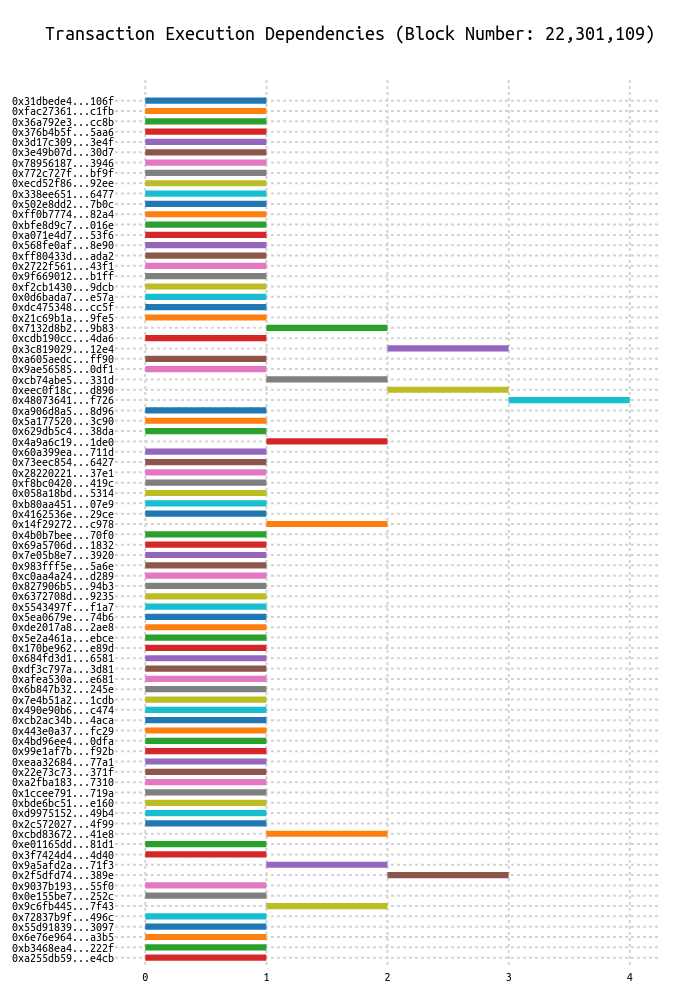 Transaction Execution Dependencies (Block Number: 22,301,109)
0x31dbede4...106f
0xfac27361...c1fb
0x36a792e3...cc8b
0x376b4b5f...5aa6
0x3d17c309...3e4f
0x3e49b07d...30d7
0x78956187...3946
0x772c727f...bf9f
0xecd52f86...92ee
0x338ee651...6477
0x502e8dd2...7b0c
0xff0b7774...82a4
0xbfe8d9c7...016e
0xa071e4d7...53f6
0x568fe0af...8e90
0xff80433d...ada2
0x2722f561...43f1
0x9f669012...b1ff
0xf2cb1430...9dcb
0x0d6bada7...e57a
0xdc475348...cc5f
0x21c69b1a...9fe5
0x7132d8b2...9b83
0xcdb190cc...4da6
0x3c819029...12e4
0xa605aedc...ff90
0x9ae56585...0df1
0xcb74abe5...331d
0xeec0f18c...d890
0x48073641...f726
0xa906d8a5...8d96
0x5a177520...3c90
0x629db5c4...38da
0x4a9a6c19...1de0
0x60a399ea...711d
0x73eec854...6427
0x28220221...37e1
0xf8bc0420...419c
0x058a18bd...5314
0xb80aa451...07e9
0x4162536e...29ce
0x14f29272...c978
0x4b0b7bee...70f0
0x69a5706d...1832
0x7e05b8e7...3920
0x983fff5e...5a6e
0xc0aa4a24...d289
0x827906b5...94b3
0x6372708d...9235
0x5543497f...f1a7
0x5ea0679e...74b6
0xde2017a8...2ae8
0x5e2a461a...ebce
0x170be962...e89d
0x684fd3d1...6581
0xdf3c797a...3d81
0xafea530a...e681
0x6b847b32...245e
0x7e4b51a2...1cdb
0x490e90b6...c474
0xcb2ac34b...4aca
0x443e0a37...fc29
0x4bd96ee4...0dfa
0x99e1af7b...f92b
0xeaa32684...77a1
0x22e73c73...371f
0xa2fba183...7310
0x1ccee791...719a
0xbde6bc51...e160
0xd9975152...49b4
0x2c572027...4f99
0xcbd83672...41e8
0xe01165dd...81d1
0x3f7424d4...4d40
0x9a5afd2a...71f3
0x2f5dfd74...389e
0x9037b193...55f0
0x0e155be7...252c
0x9c6fb445...7f43
0x72837b9f...496c
0x55d91839...3097
0x6e76e964...a3b5
0xb3468ea4...222f
0xa255db59...e4cb
0 1 2 3 4